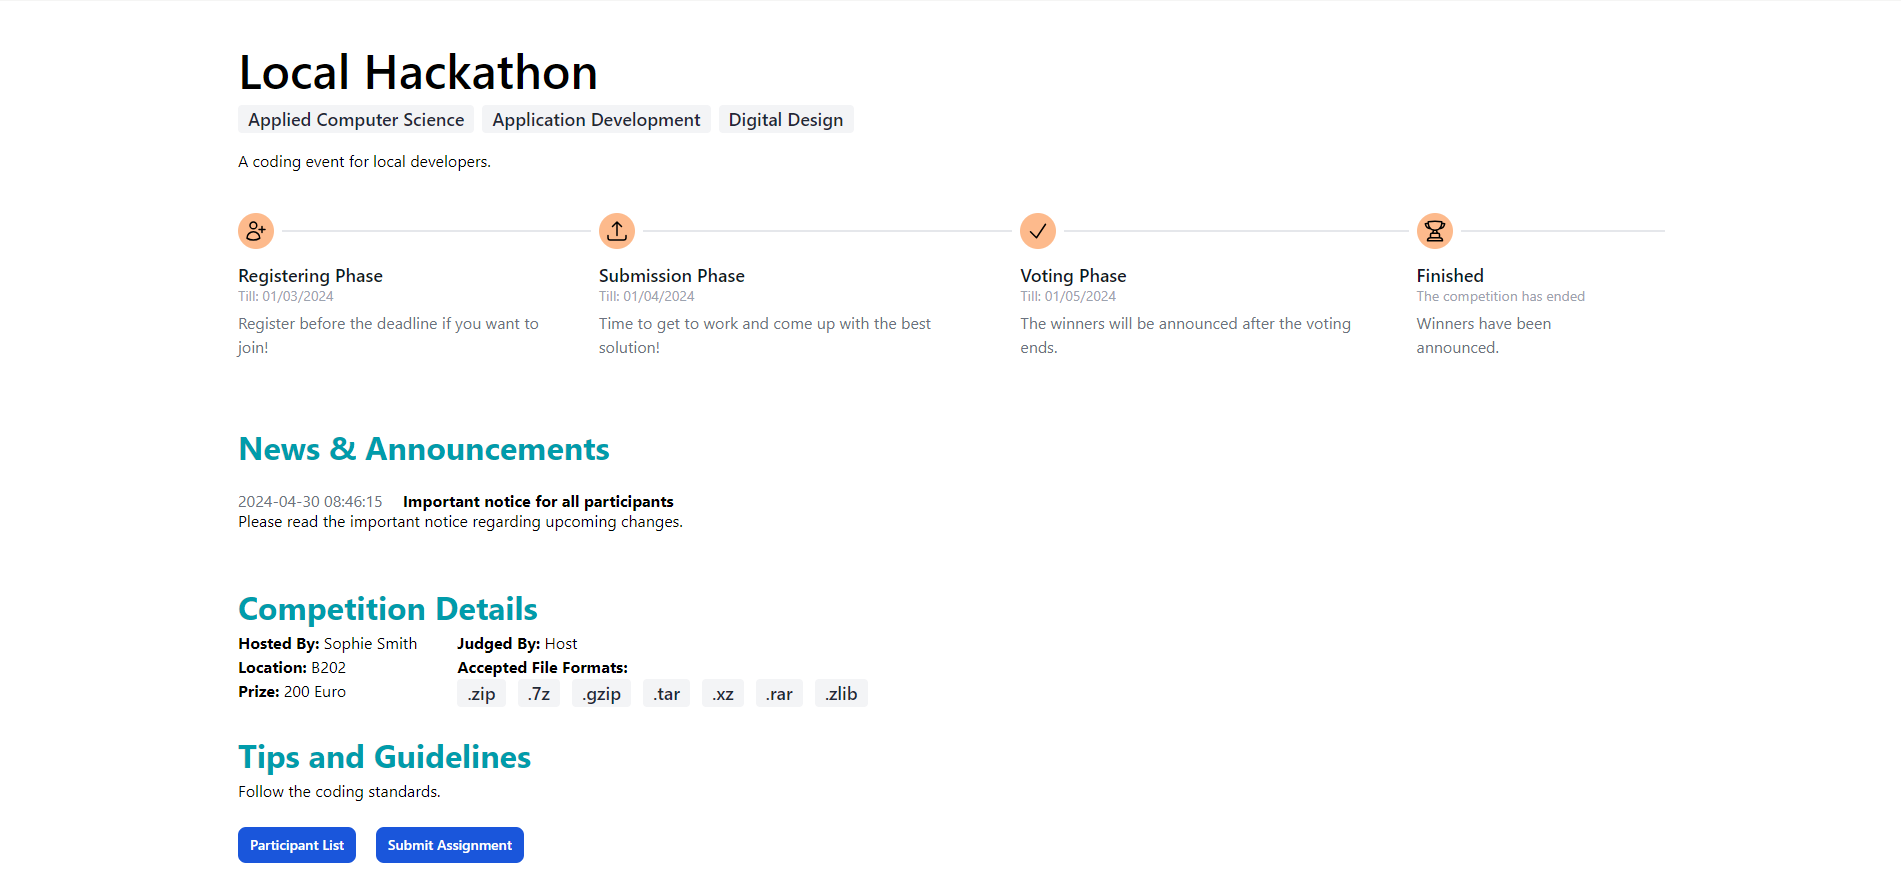 Local Hackathon
Applied Computer Science Application Development Digital Design
A coding event for local developers.
Registering Phase
Till: 01/03/2024
Register before the deadline if you want to
join!
Submission Phase
Till: 01/04/2024
Time to get to work and come up with the best
solution!
Voting Phase
Till: 01/05/2024
The winners will be announced after the voting
ends.
Finished
The competition has ended
Winners have been
announced.
News & Announcements
2024-04-30 08:46:15 Important notice for all participants
Please read the important notice regarding upcoming changes.
Competition Details
Hosted By: Sophie Smith
Location: B202
Prize: 200 Euro
Judged By: Host
Accepted File Formats:
.zip .7z .gzip .tar .xz .rar .zlib
Tips and Guidelines
Follow the coding standards.
Participant List Submit Assignment